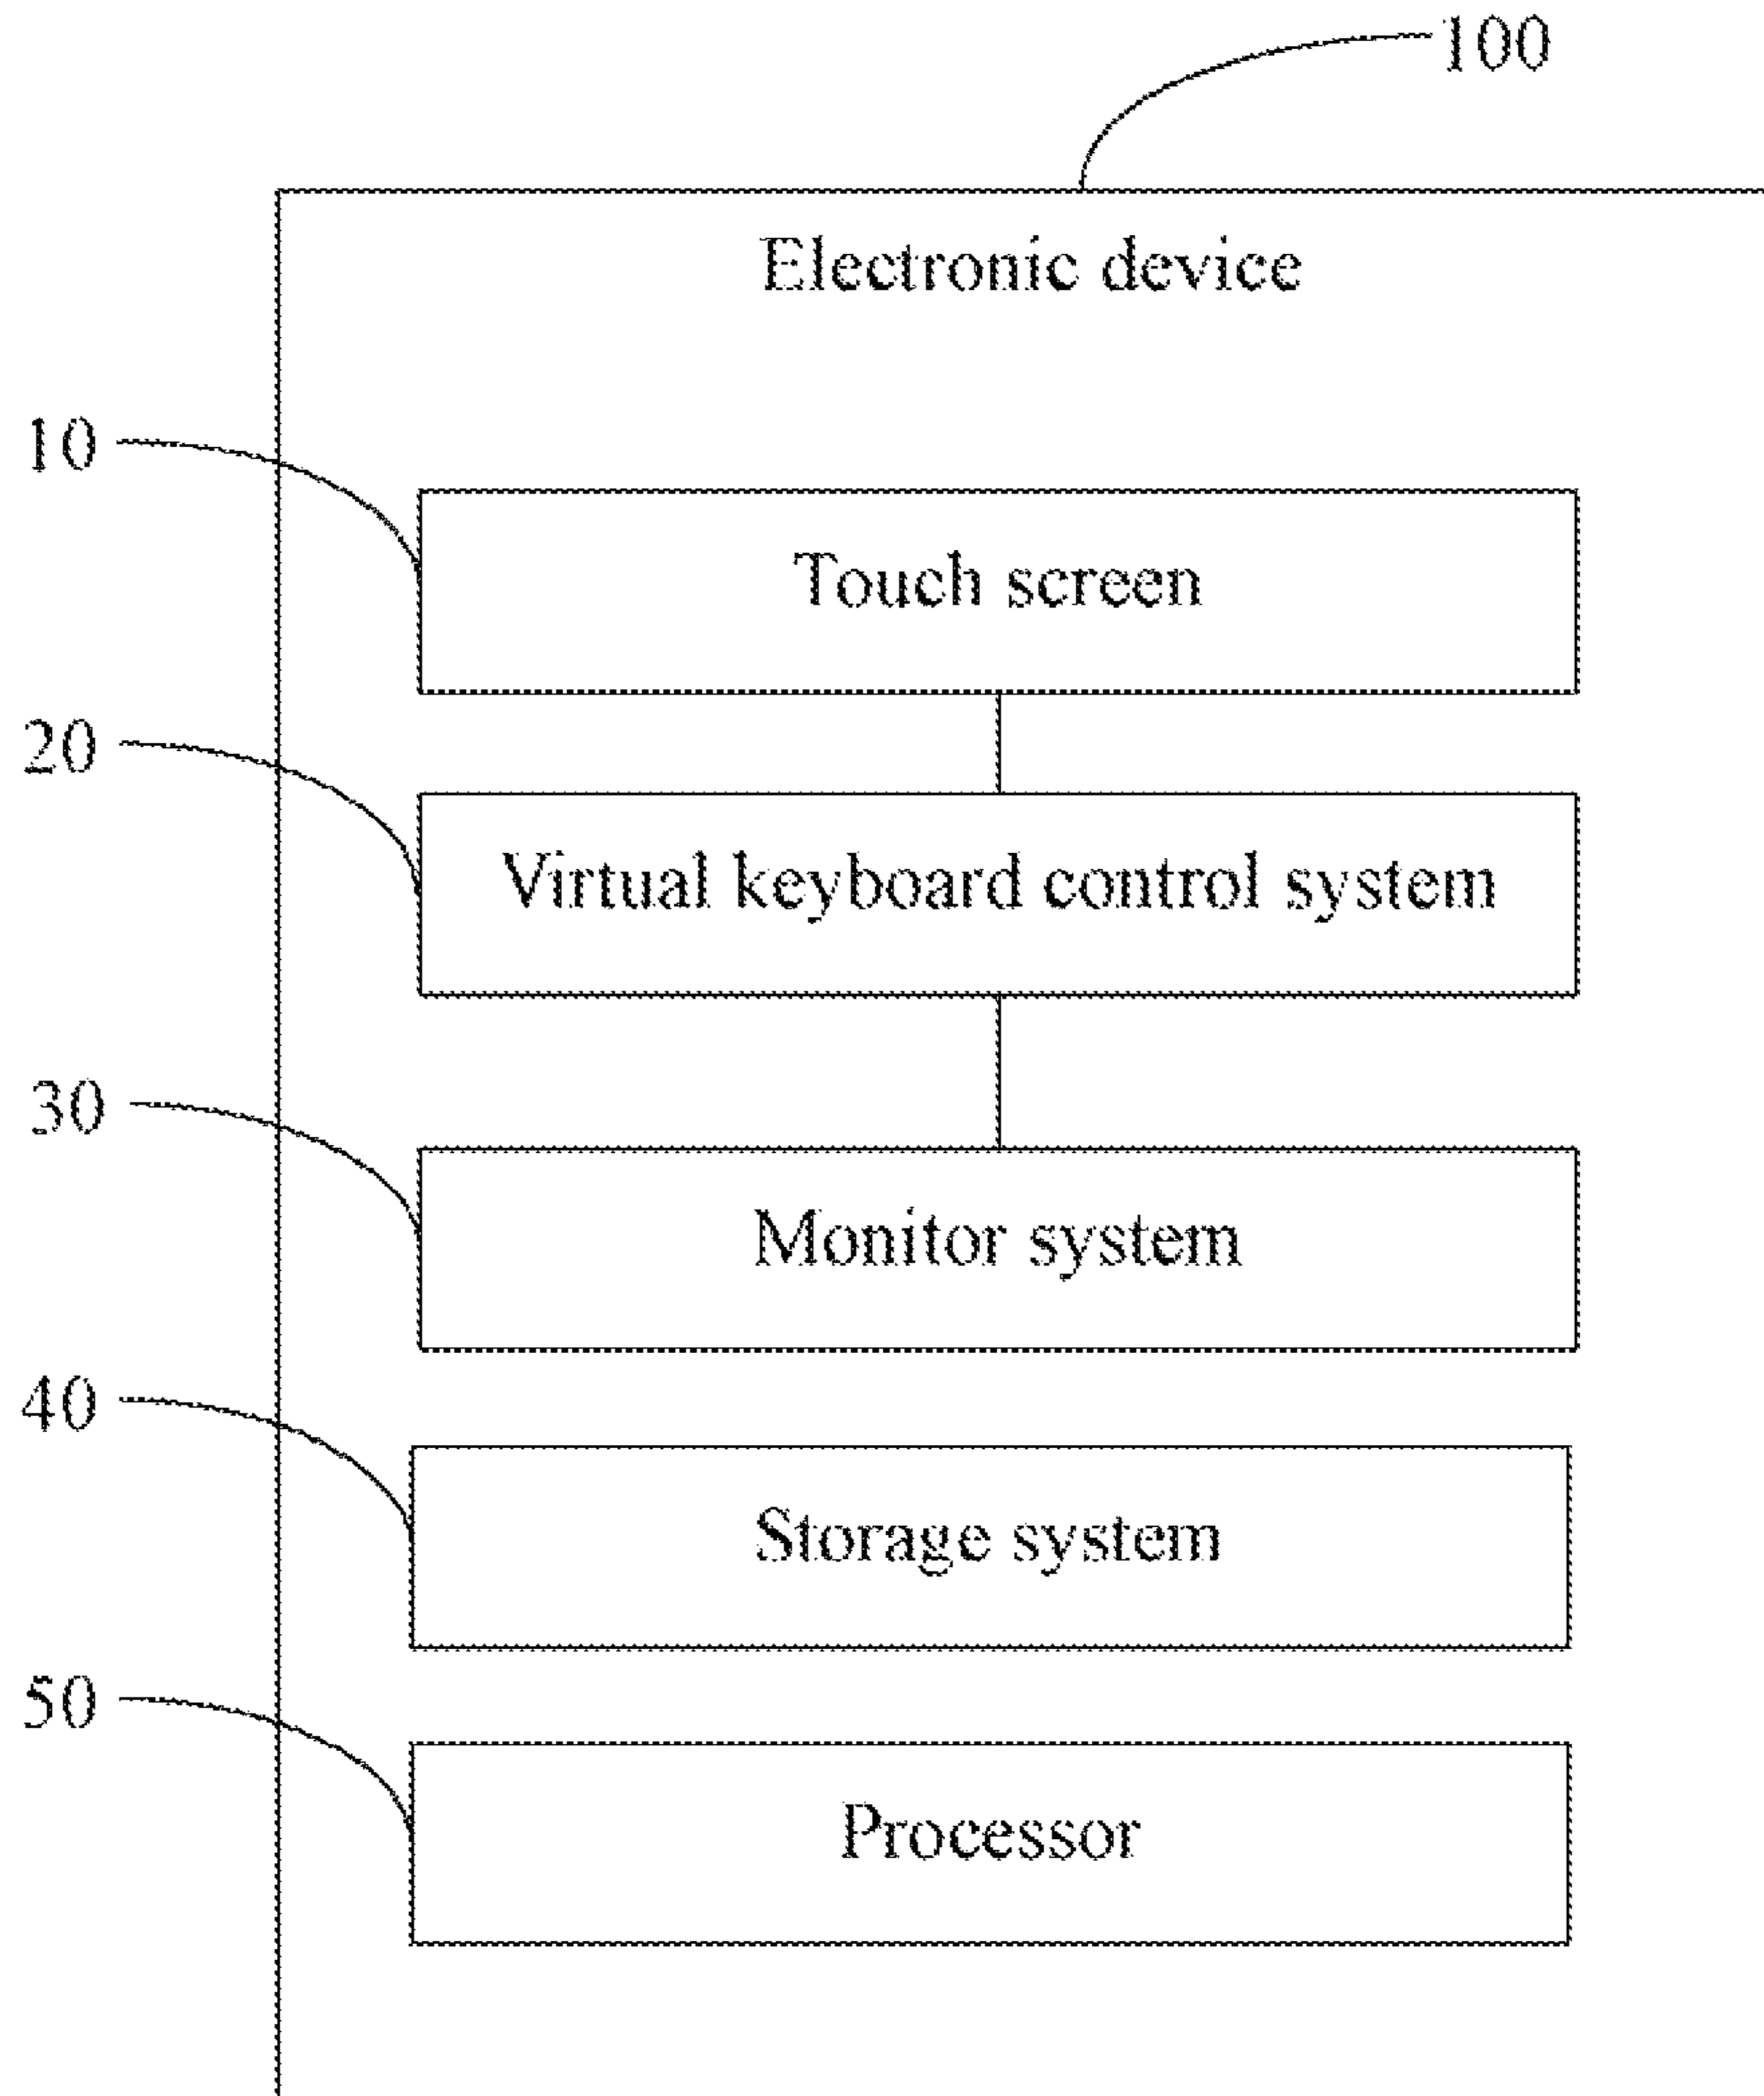 100
Electronic device
10
Touch screen
20
Virtual keyboard control system
30
Monitor system
40
Storage system
50
Processor